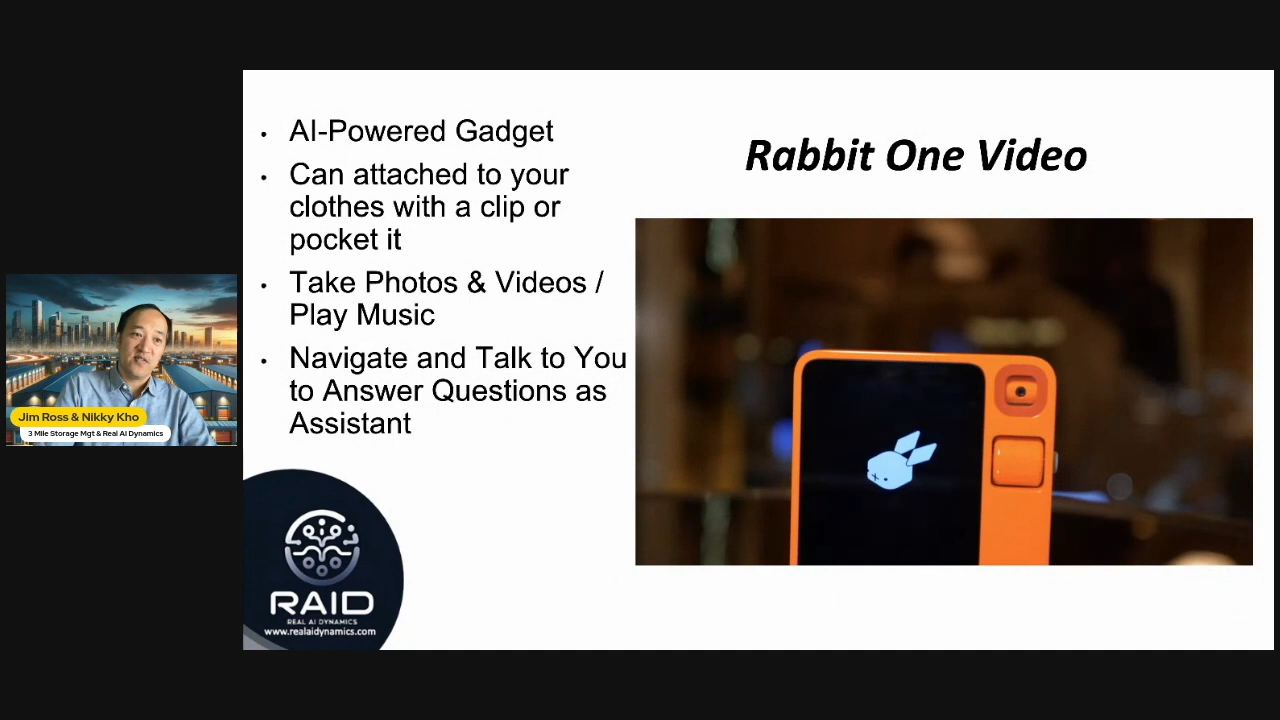 • AI-Powered Gadget
• Can attached to your
clothes with a clip or
pocket it
• Take Photos & Videos /
Play Music
• Navigate and Talk to You
to Answer Questions as
Assistant
Rabbit One Video
Jim Ross & Nikky Kho
3 Mile Storage Mgt & Real AI Dynamics
RAID
REAL AI DYNAMICS
www.realaidynamics.com